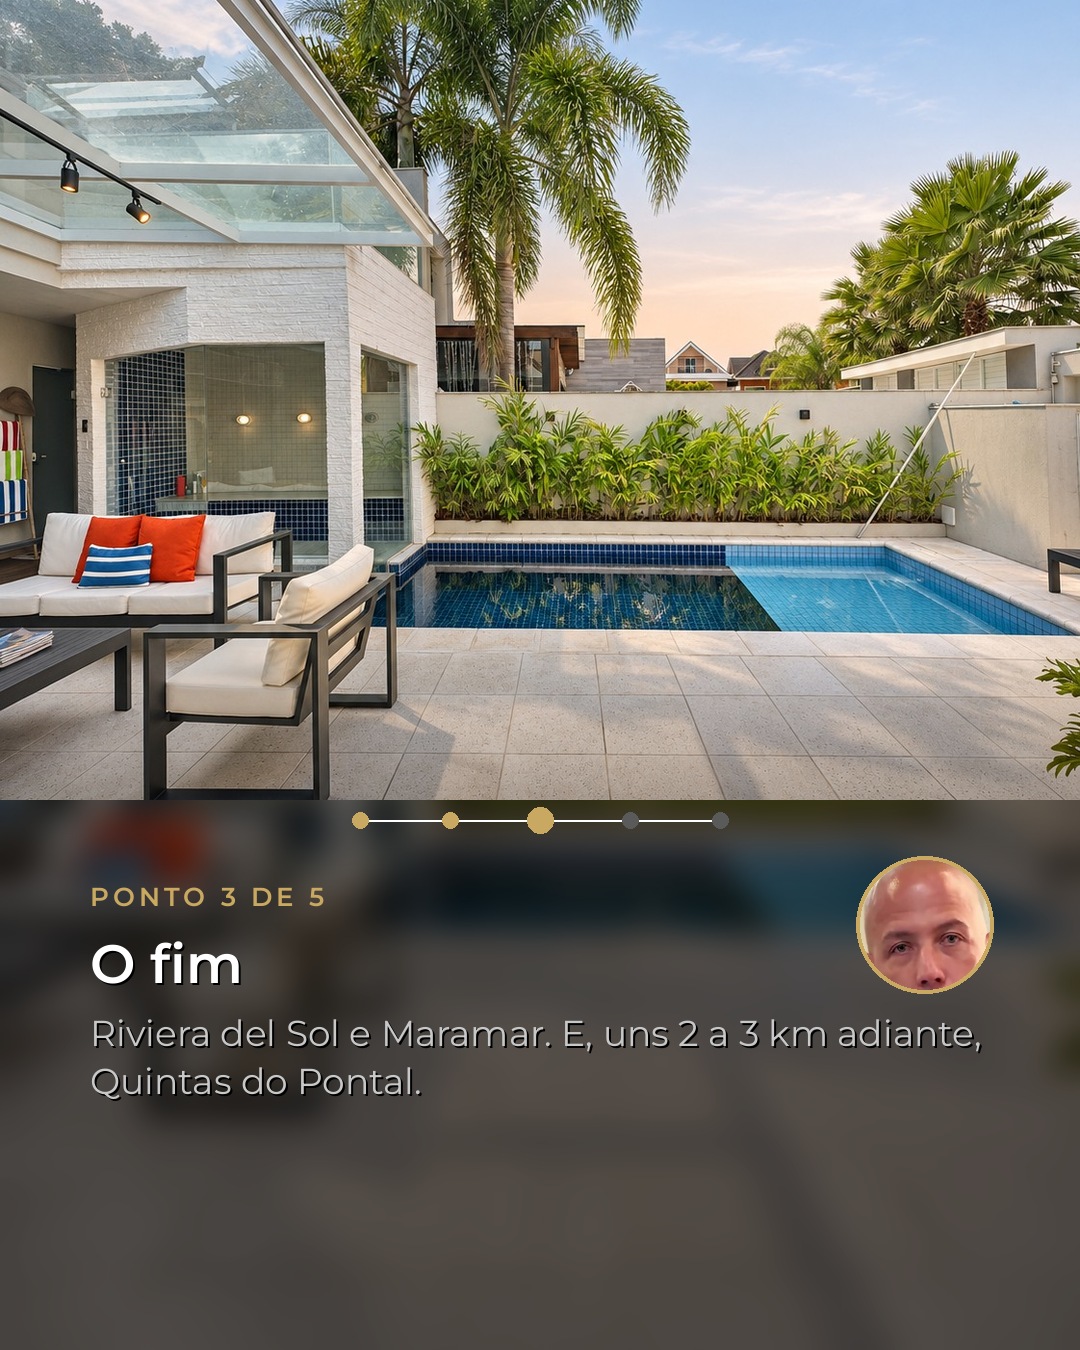 PONTO 3 DE 5
O fim
Riviera del Sol e Maramar. E, uns 2 a 3 km adiante,
Quintas do Pontal.